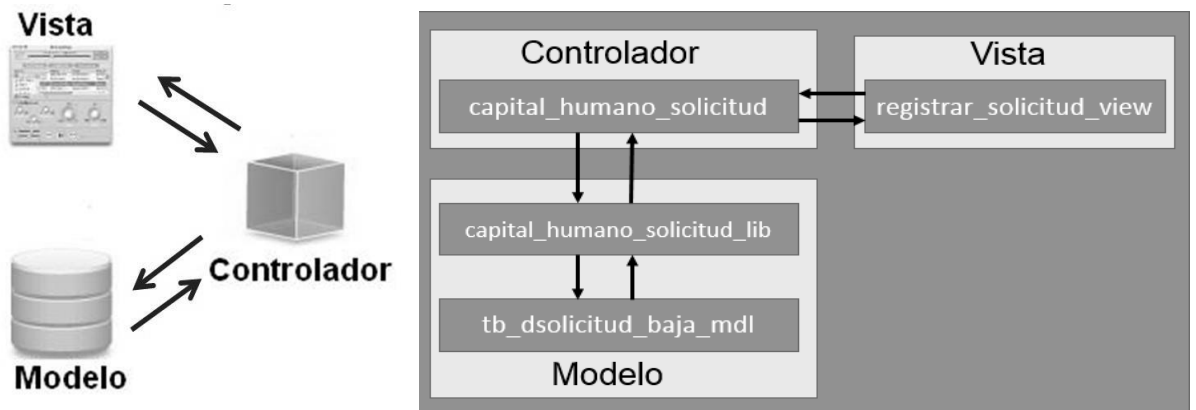 Vista
Controlador
Modelo
Controlador
capital_humano_solicitud
Vista
registrar_solicitud_view
capital_humano_solicitud_lib
tb_dsolicitud_baja_mdl
Modelo